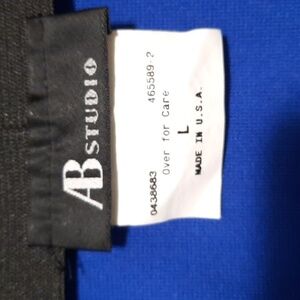 AB STUDIO
0438683 465589 2
Over for Care
L
MADE IN U.S.A.